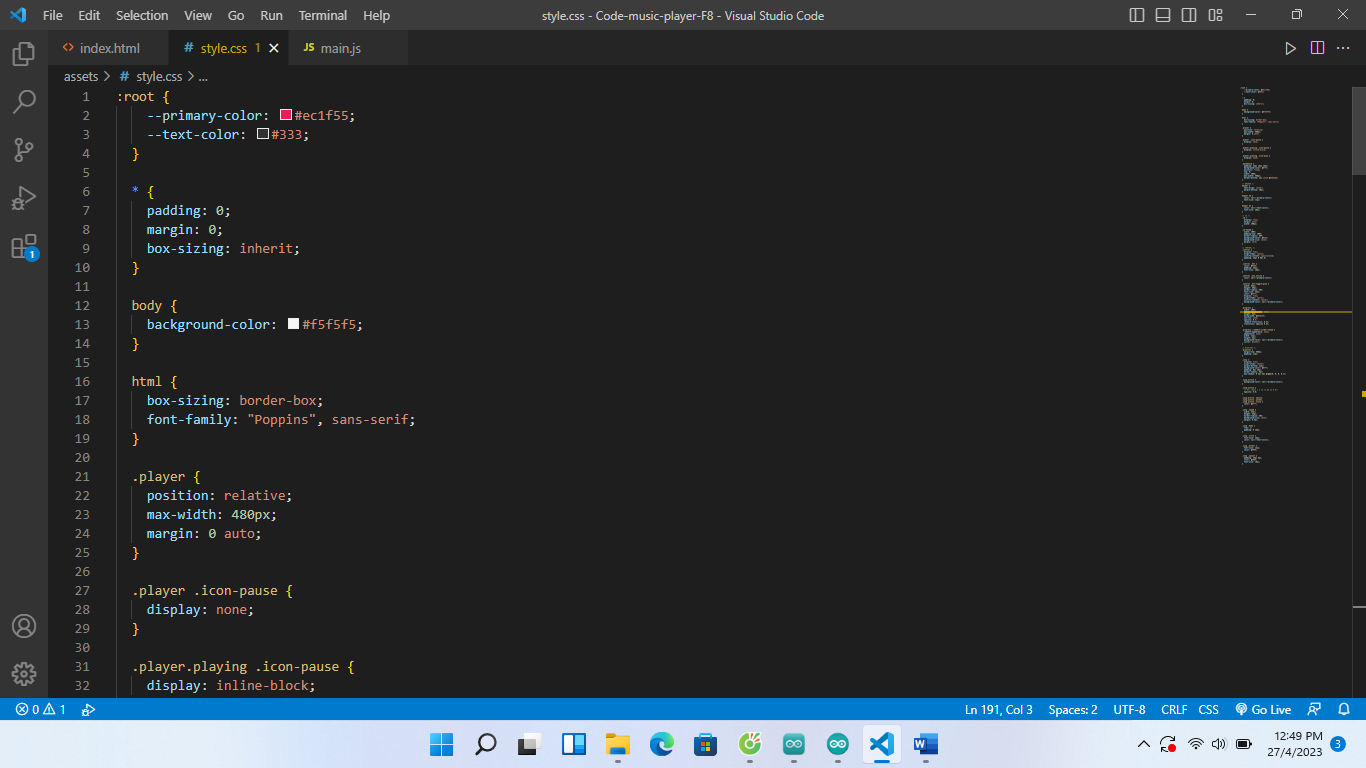 File Edit Selection View Go Run Terminal Help style.css - Code-music-player-F8 - Visual Studio Code
<> index.html # style.css 1 JS main.js
assets > # style.css > ...
1 :root {
2 --primary-color: #ec1f55;
3 --text-color: #333;
4 }
5
6 * {
7 padding: 0;
8 margin: 0;
9 box-sizing: inherit;
10 }
11
12 body {
13 background-color: #f5f5f5;
14 }
15
16 html {
17 box-sizing: border-box;
18 font-family: "Poppins", sans-serif;
19 }
20
21 .player {
22 position: relative;
23 max-width: 480px;
24 margin: 0 auto;
25 }
26
27 .player .icon-pause {
28 display: none;
29 }
30
31 .player.playing .icon-pause {
32 display: inline-block;
1
0 1 Ln 191, Col 3 Spaces: 2 UTF-8 CRLF CSS Go Live
W 12:49 PM
27/4/2023 3